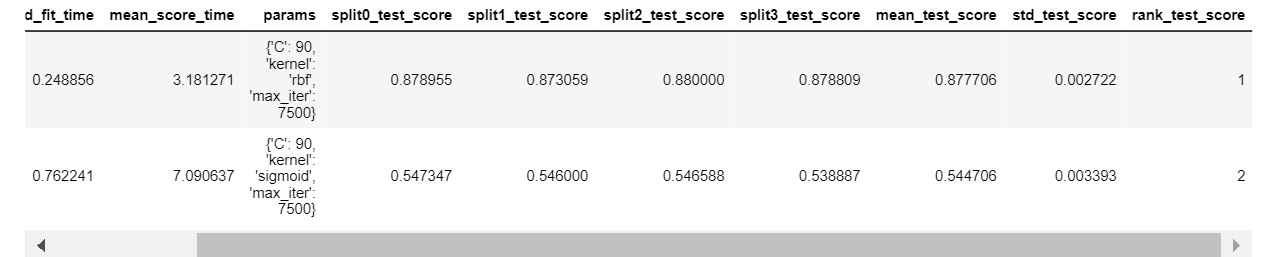 d_fit_time mean_score_time params split0_test_score split1_test_score split2_test_score split3_test_score mean_test_score std_test_score rank_test_score
{'C': 90,
'kernel':
0.248856 3.181271 'rbf', 0.878955 0.873059 0.880000 0.878809 0.877706 0.002722 1
'max_iter':
7500}
{'C': 90,
'kernel':
0.762241 7.090637 'sigmoid', 0.547347 0.546000 0.546588 0.538887 0.544706 0.003393 2
'max_iter':
7500}